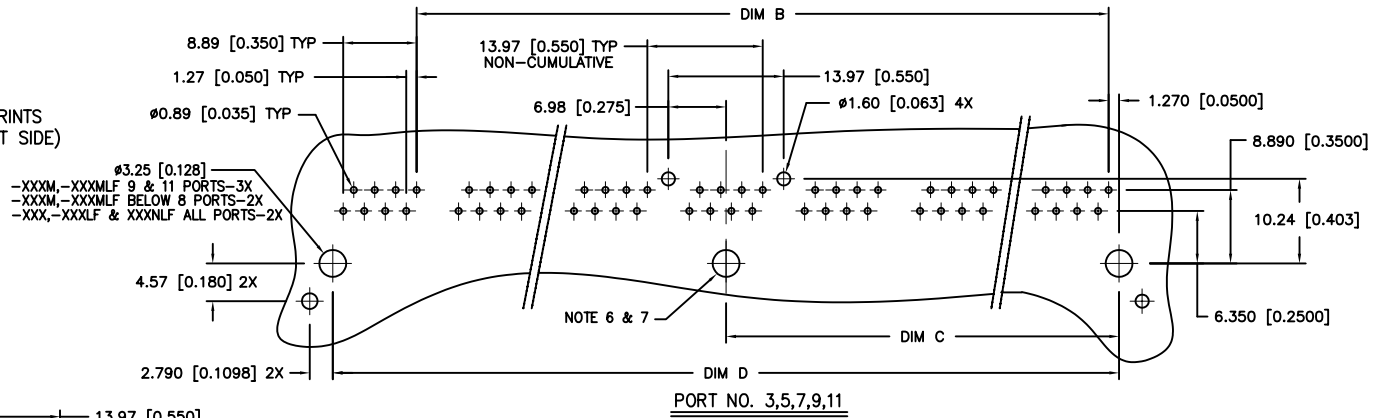 DIM B
8.89 [0.350] TYP
13.97 [0.550] TYP
NON-CUMULATIVE
1.27 [0.050] TYP
13.97 [0.550]
6.98 [0.275]
ø1.60 [0.063] 4X
1.270 [0.0500]
RINTS
T SIDE)
ø0.89 [0.035] TYP
8.890 [0.3500]
ø3.25 [0.128]
-XXXM,-XXXMLF 9 & 11 PORTS-3X
-XXXM,-XXXMLF BELOW 8 PORTS-2X
-XXX,-XXXLF & XXXNLF ALL PORTS-2X
10.24 [0.403]
4.57 [0.180] 2X
NOTE 6 & 7
6.350 [0.2500]
DIM C
2.790 [0.1098] 2X
DIM D
PORT NO. 3,5,7,9,11
13.97 [0.550]